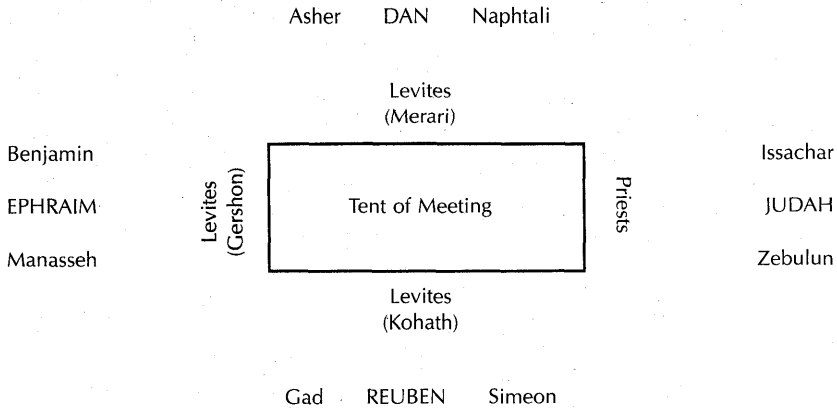 Asher DAN Naphtali
Levites
(Merari)
Benjamin
EPHRAIM
Manasseh
Levites
(Gershon)
Tent of Meeting
Priests
Issachar
JUDAH
Zebulun
Levites
(Kohath)
Gad REUBEN Simeon